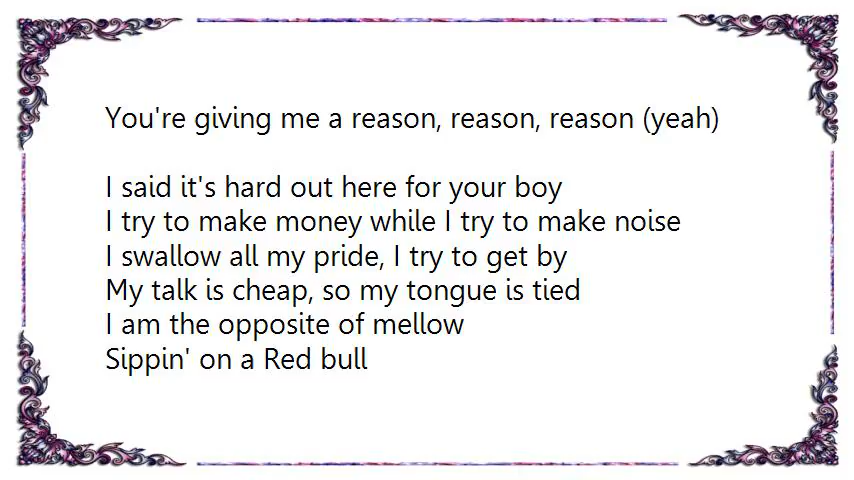 You're giving me a reason, reason, reason (yeah)
I said it's hard out here for your boy
I try to make money while I try to make noise
I swallow all my pride, I try to get by
My talk is cheap, so my tongue is tied
I am the opposite of mellow
Sippin' on a Red bull